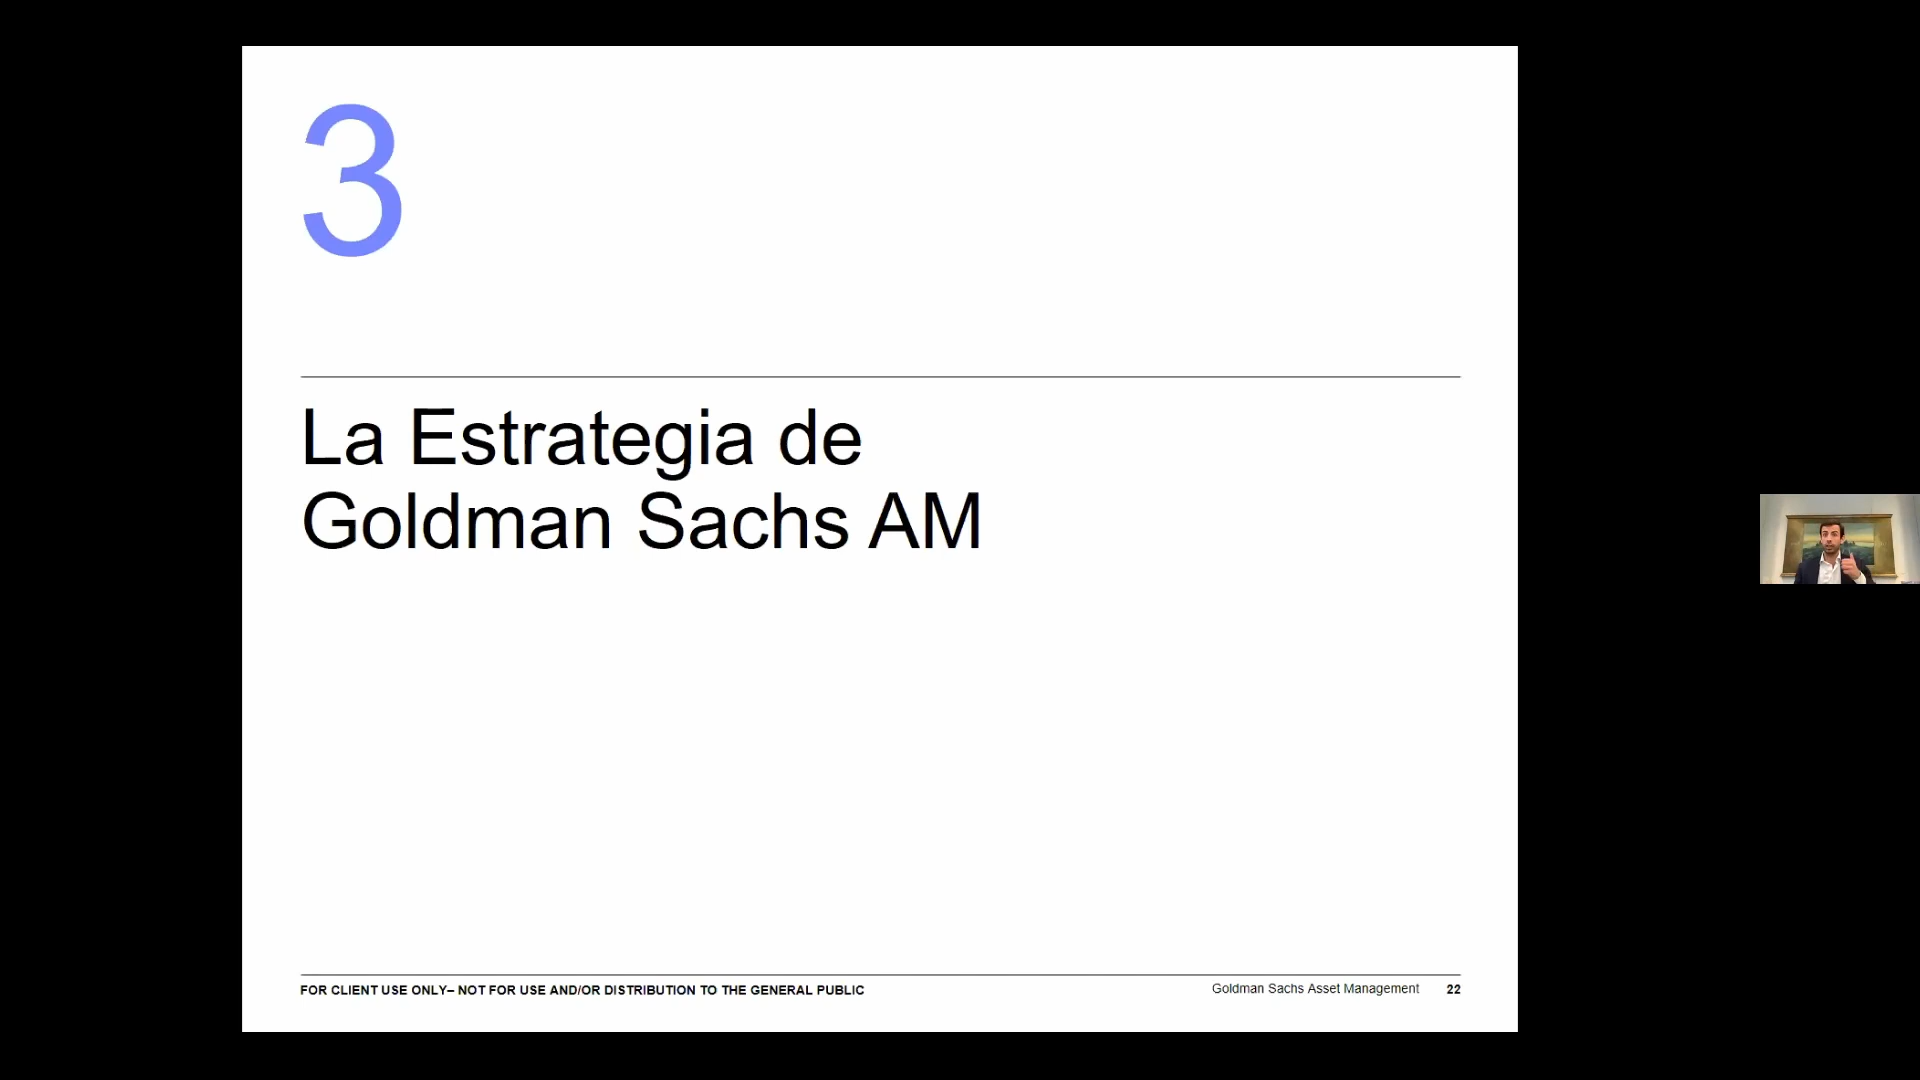 3
La Estrategia de
Goldman Sachs AM
FOR CLIENT USE ONLY– NOT FOR USE AND/OR DISTRIBUTION TO THE GENERAL PUBLIC
Goldman Sachs Asset Management 22